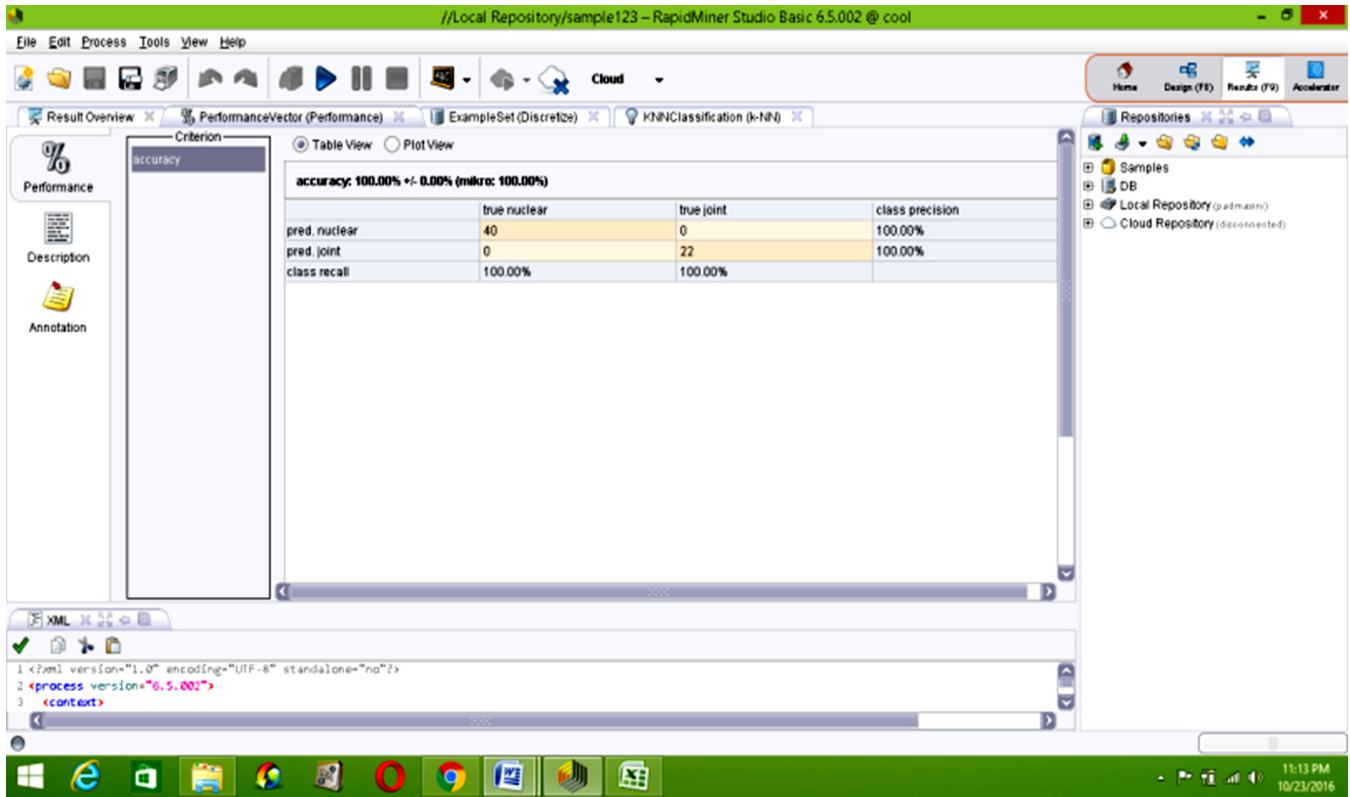 //Local Repository/sample123 – RapidMiner Studio Basic 6.5.002 @ cool
File Edit Process Tools View Help
Cloud
Home Design (F8) Results (F9) Accelerator
Result Overview PerformanceVector (Performance) ExampleSet (Discretize) KNNClassification (k-NN) Repositories
% Performance
Description
Annotation
Criterion
accuracy
Table View Plot View
accuracy: 100.00% +/- 0.00% (mikro: 100.00%)
true nuclear true joint class precision
pred. nuclear 40 0 100.00%
pred. joint 0 22 100.00%
class recall 100.00% 100.00%
Samples
DB
Local Repository (padmasini)
Cloud Repository (disconnected)
XML
1 <?xml version="1.0" encoding="UTF-8" standalone="no"?>
2 <process version="6.5.002">
3 <context>
11:13 PM
10/23/2016